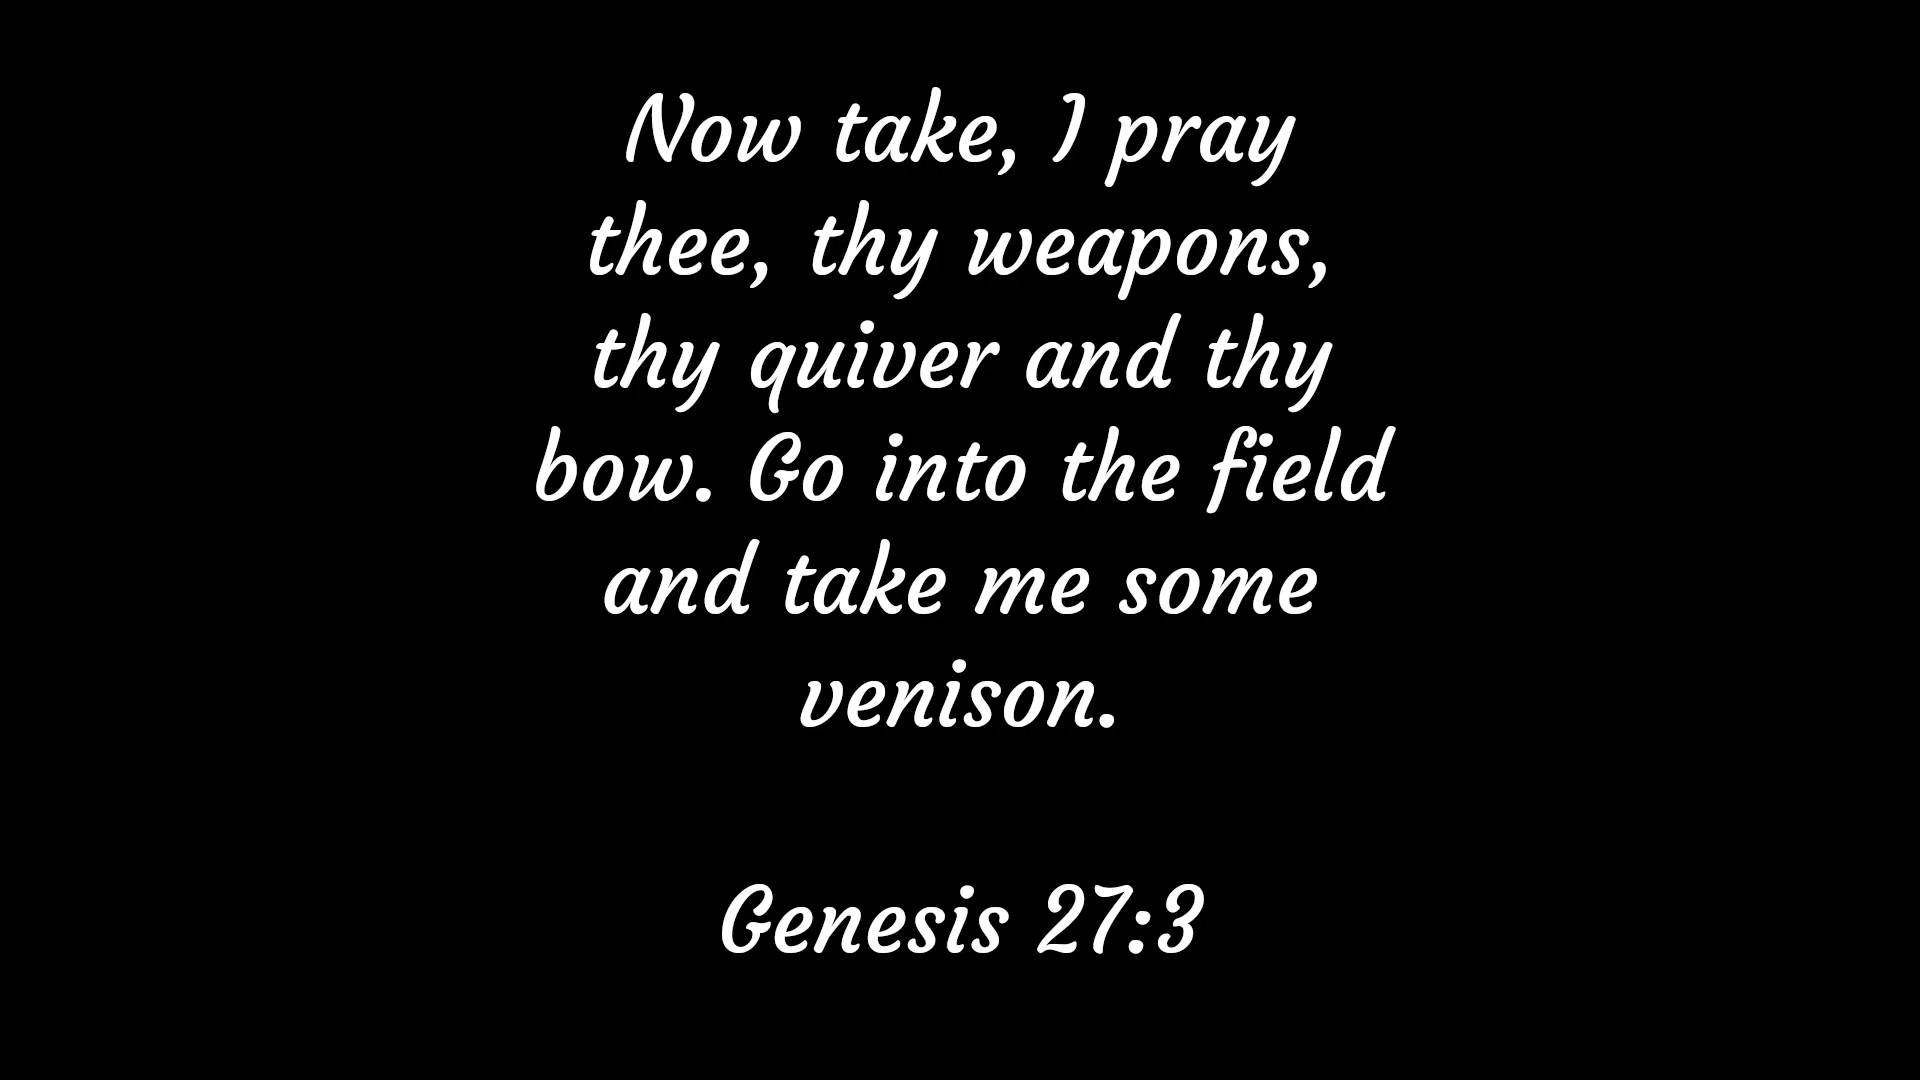 Now take, I pray
thee, thy weapons,
thy quiver and thy
bow. Go into the field
and take me some
venison.
Genesis 27:3